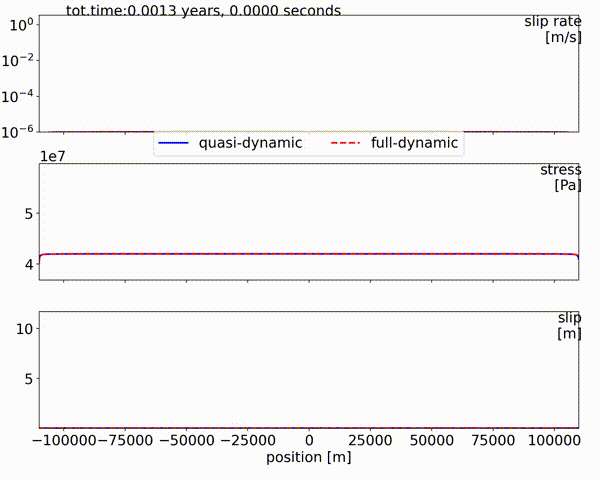 tot.time:0.0013 years, 0.0000 seconds
slip rate
[m/s]
10⁰
10⁻²
10⁻⁴
10⁻⁶
quasi-dynamic full-dynamic
1e7
stress
[Pa]
5
4
slip
[m]
10
5
−100000 −75000 −50000 −25000 0 25000 50000 75000 100000
position [m]